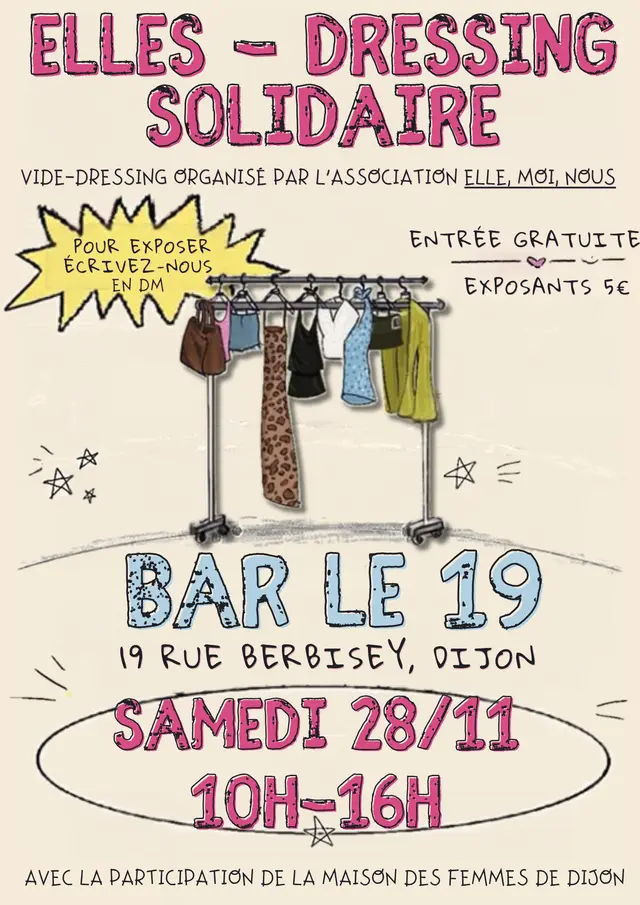 ELLES - DRESSING
SOLIDAIRE
VIDE-DRESSING ORGANISÉ PAR L'ASSOCIATION ELLE, MOI, NOUS
POUR EXPOSER
ÉCRIVEZ-NOUS
EN DM
ENTRÉE GRATUITE
EXPOSANTS 5€
BAR LE 19
19 RUE BERBISEY, DIJON
SAMEDI 28/11
10H-16H
AVEC LA PARTICIPATION DE LA MAISON DES FEMMES DE DIJON